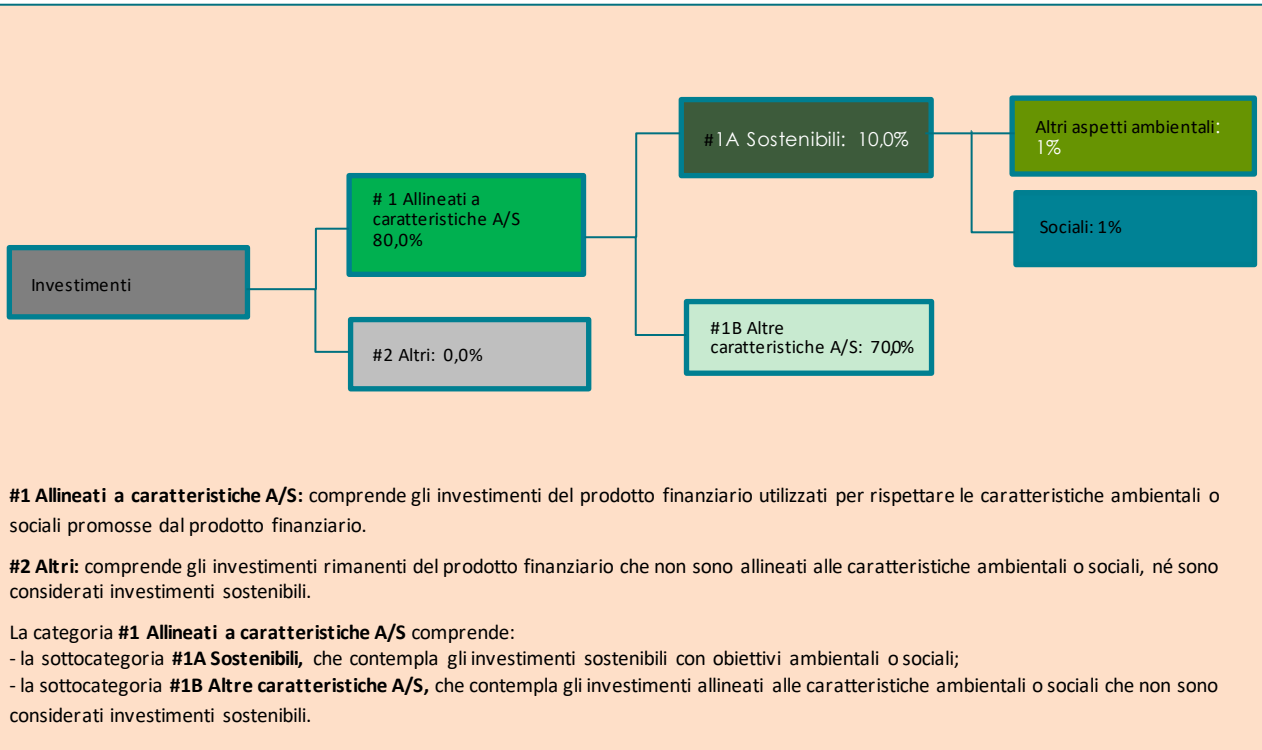 Investimenti
# 1 Allineati a
caratteristiche A/S
80,0%
#2 Altri: 0,0%
#1A Sostenibili: 10,0%
#1B Altre
caratteristiche A/S: 70,0%
Altri aspetti ambientali:
1%
Sociali: 1%
#1 Allineati a caratteristiche A/S: comprende gli investimenti del prodotto finanziario utilizzati per rispettare le caratteristiche ambientali o
sociali promosse dal prodotto finanziario.
#2 Altri: comprende gli investimenti rimanenti del prodotto finanziario che non sono allineati alle caratteristiche ambientali o sociali, né sono
considerati investimenti sostenibili.
La categoria #1 Allineati a caratteristiche A/S comprende:
- la sottocategoria #1A Sostenibili, che contempla gli investimenti sostenibili con obiettivi ambientali o sociali;
- la sottocategoria #1B Altre caratteristiche A/S, che contempla gli investimenti allineati alle caratteristiche ambientali o sociali che non sono
considerati investimenti sostenibili.